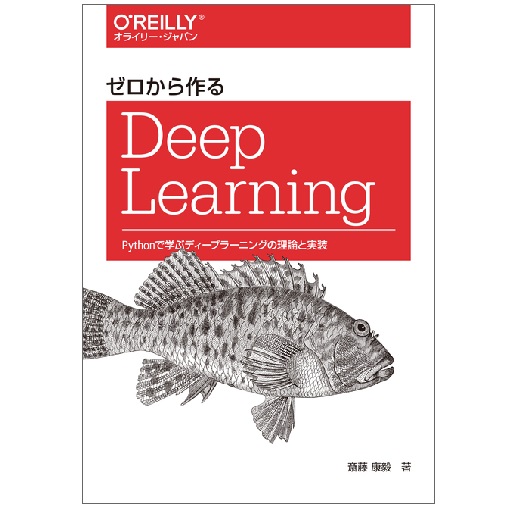 O'REILLY®
オライリー・ジャパン
ゼロから作る
Deep
Learning
Pythonで学ぶディープラーニングの理論と実装
斎藤 康毅 著